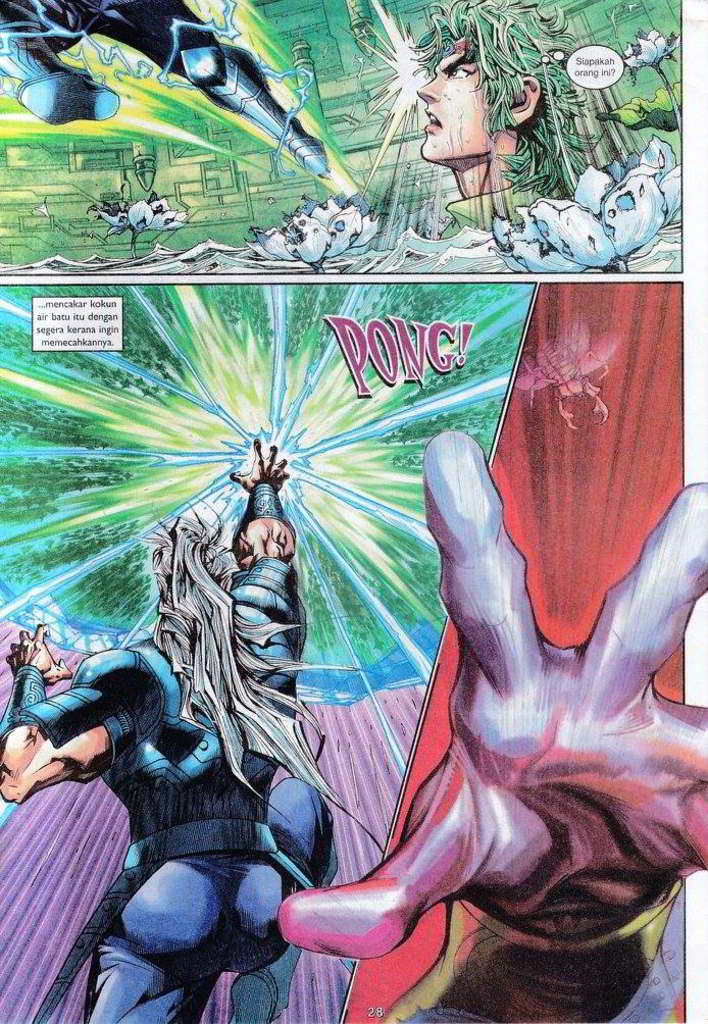 Siapakah
orang ini?
...mencakar kokun
air batu itu dengan
segera kerana ingin
memecahkannya.
PONG!
28